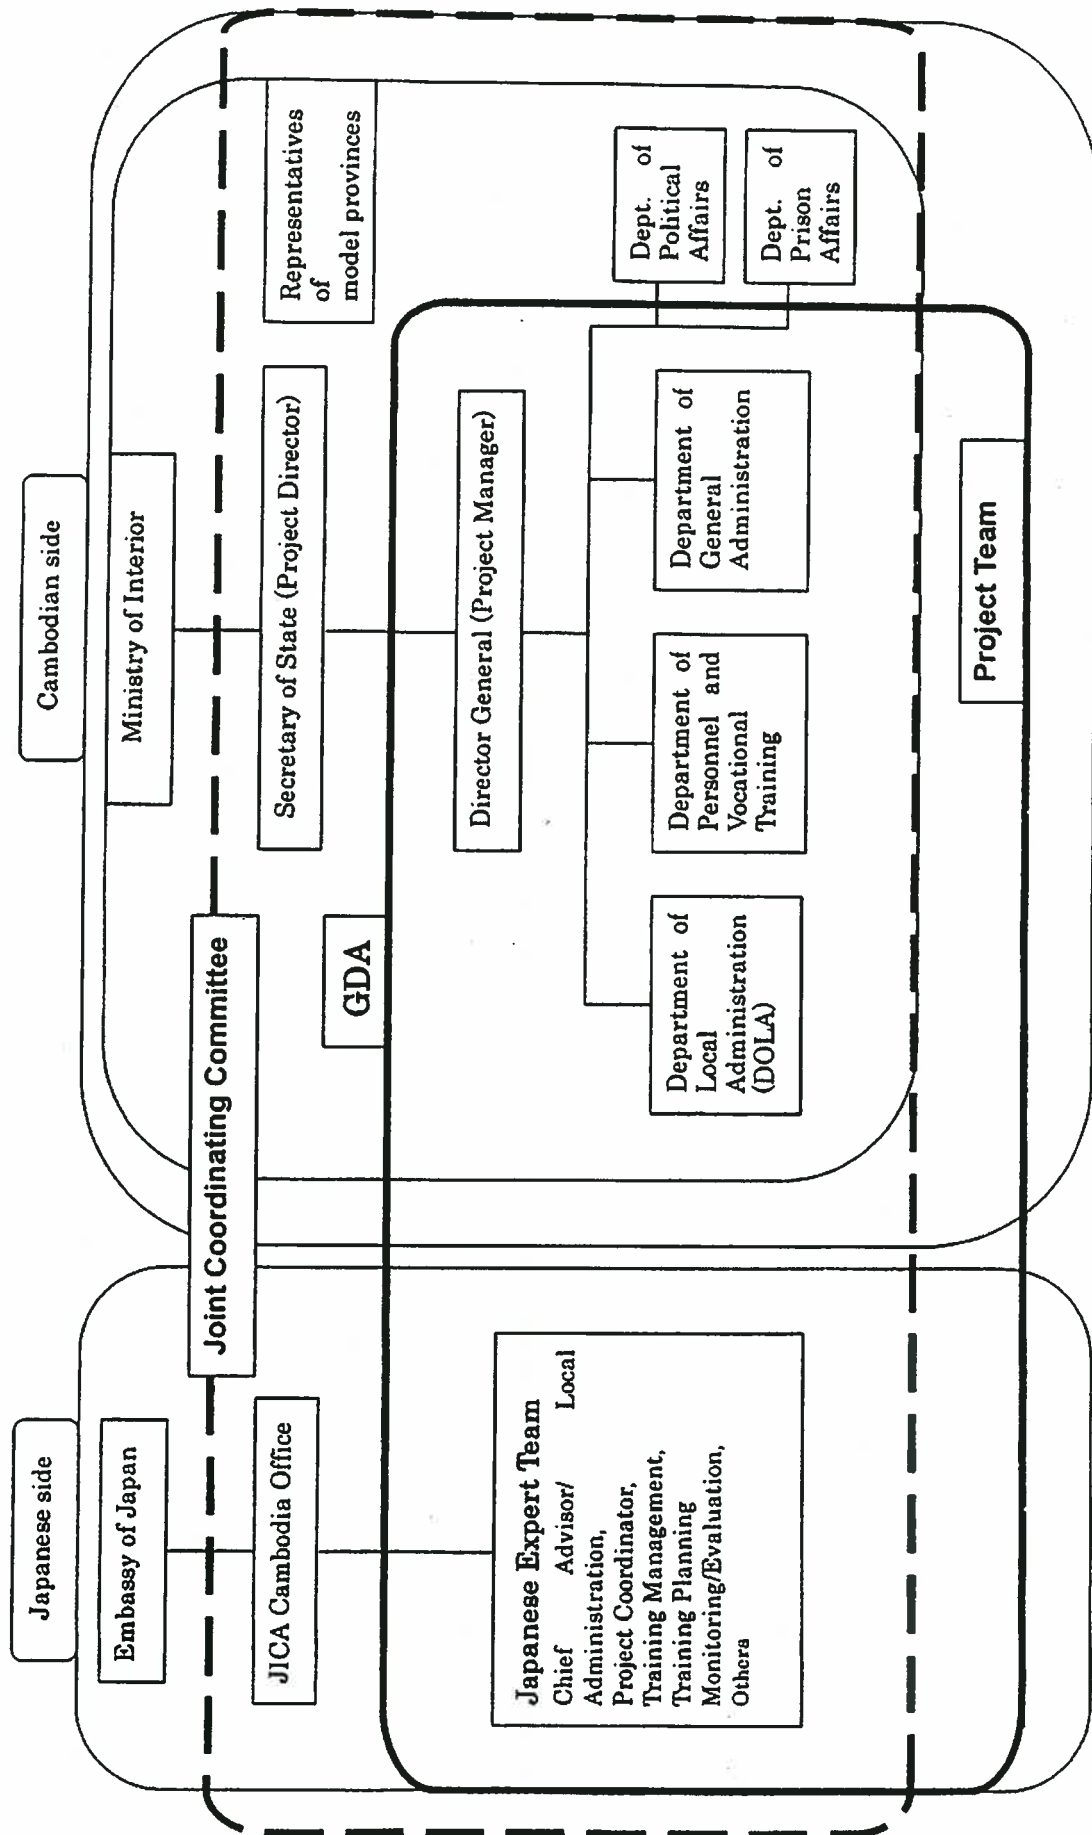 Japanese side
Cambodian side
Embassy of Japan
Ministry of Interior
Joint Coordinating Committee
JICA Cambodia Office
Secretary of State (Project Director)
Representatives
of
model provinces
GDA
Japanese Expert Team
Chief Advisor/ Local
Administration,
Project Coordinator,
Training Management,
Training Planning
Monitoring/Evaluation,
Others
Director General (Project Manager)
Department of
Local
Administration
(DOLA)
Department of
Personnel and
Vocational
Training
Department of
General
Administration
Dept. of
Political
Affairs
Dept. of
Prison
Affairs
Project Team